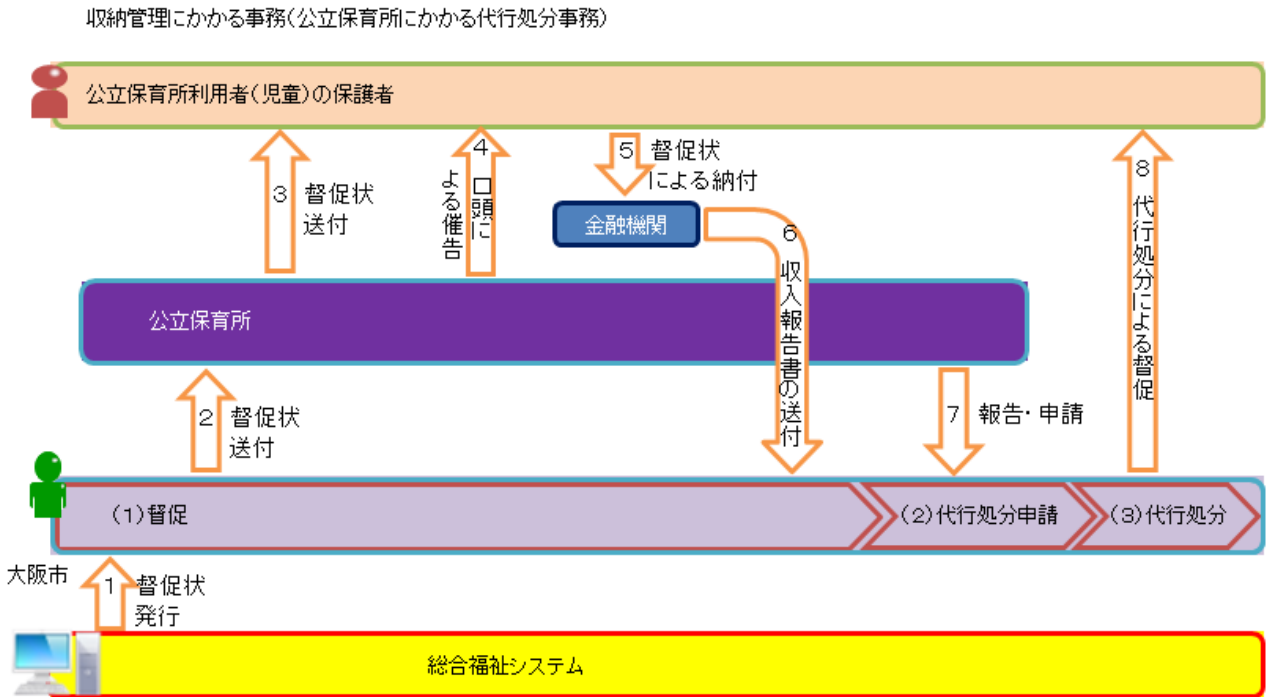 収納管理にかかる事務(公立保育所にかかる代行処分事務)
公立保育所利用者(児童)の保護者
3 督促状
送付
4 口頭に
よる催告
5 督促状
による納付
金融機関
6 収入報告書の送付
8 代行処分による督促
公立保育所
2 督促状
送付
7 報告・申請
(1)督促
(2)代行処分申請
(3)代行処分
大阪市
1 督促状
発行
総合福祉システム